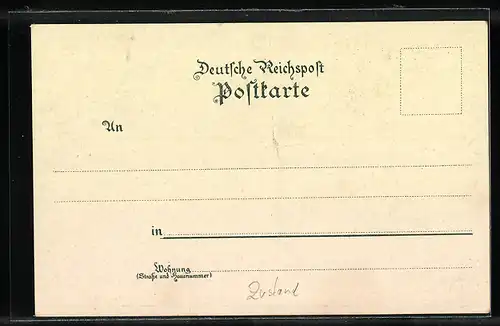 Deutsche Reichspost
Postkarte
An
in
Wohnung
(Straße und Hausnummer)
Zustand